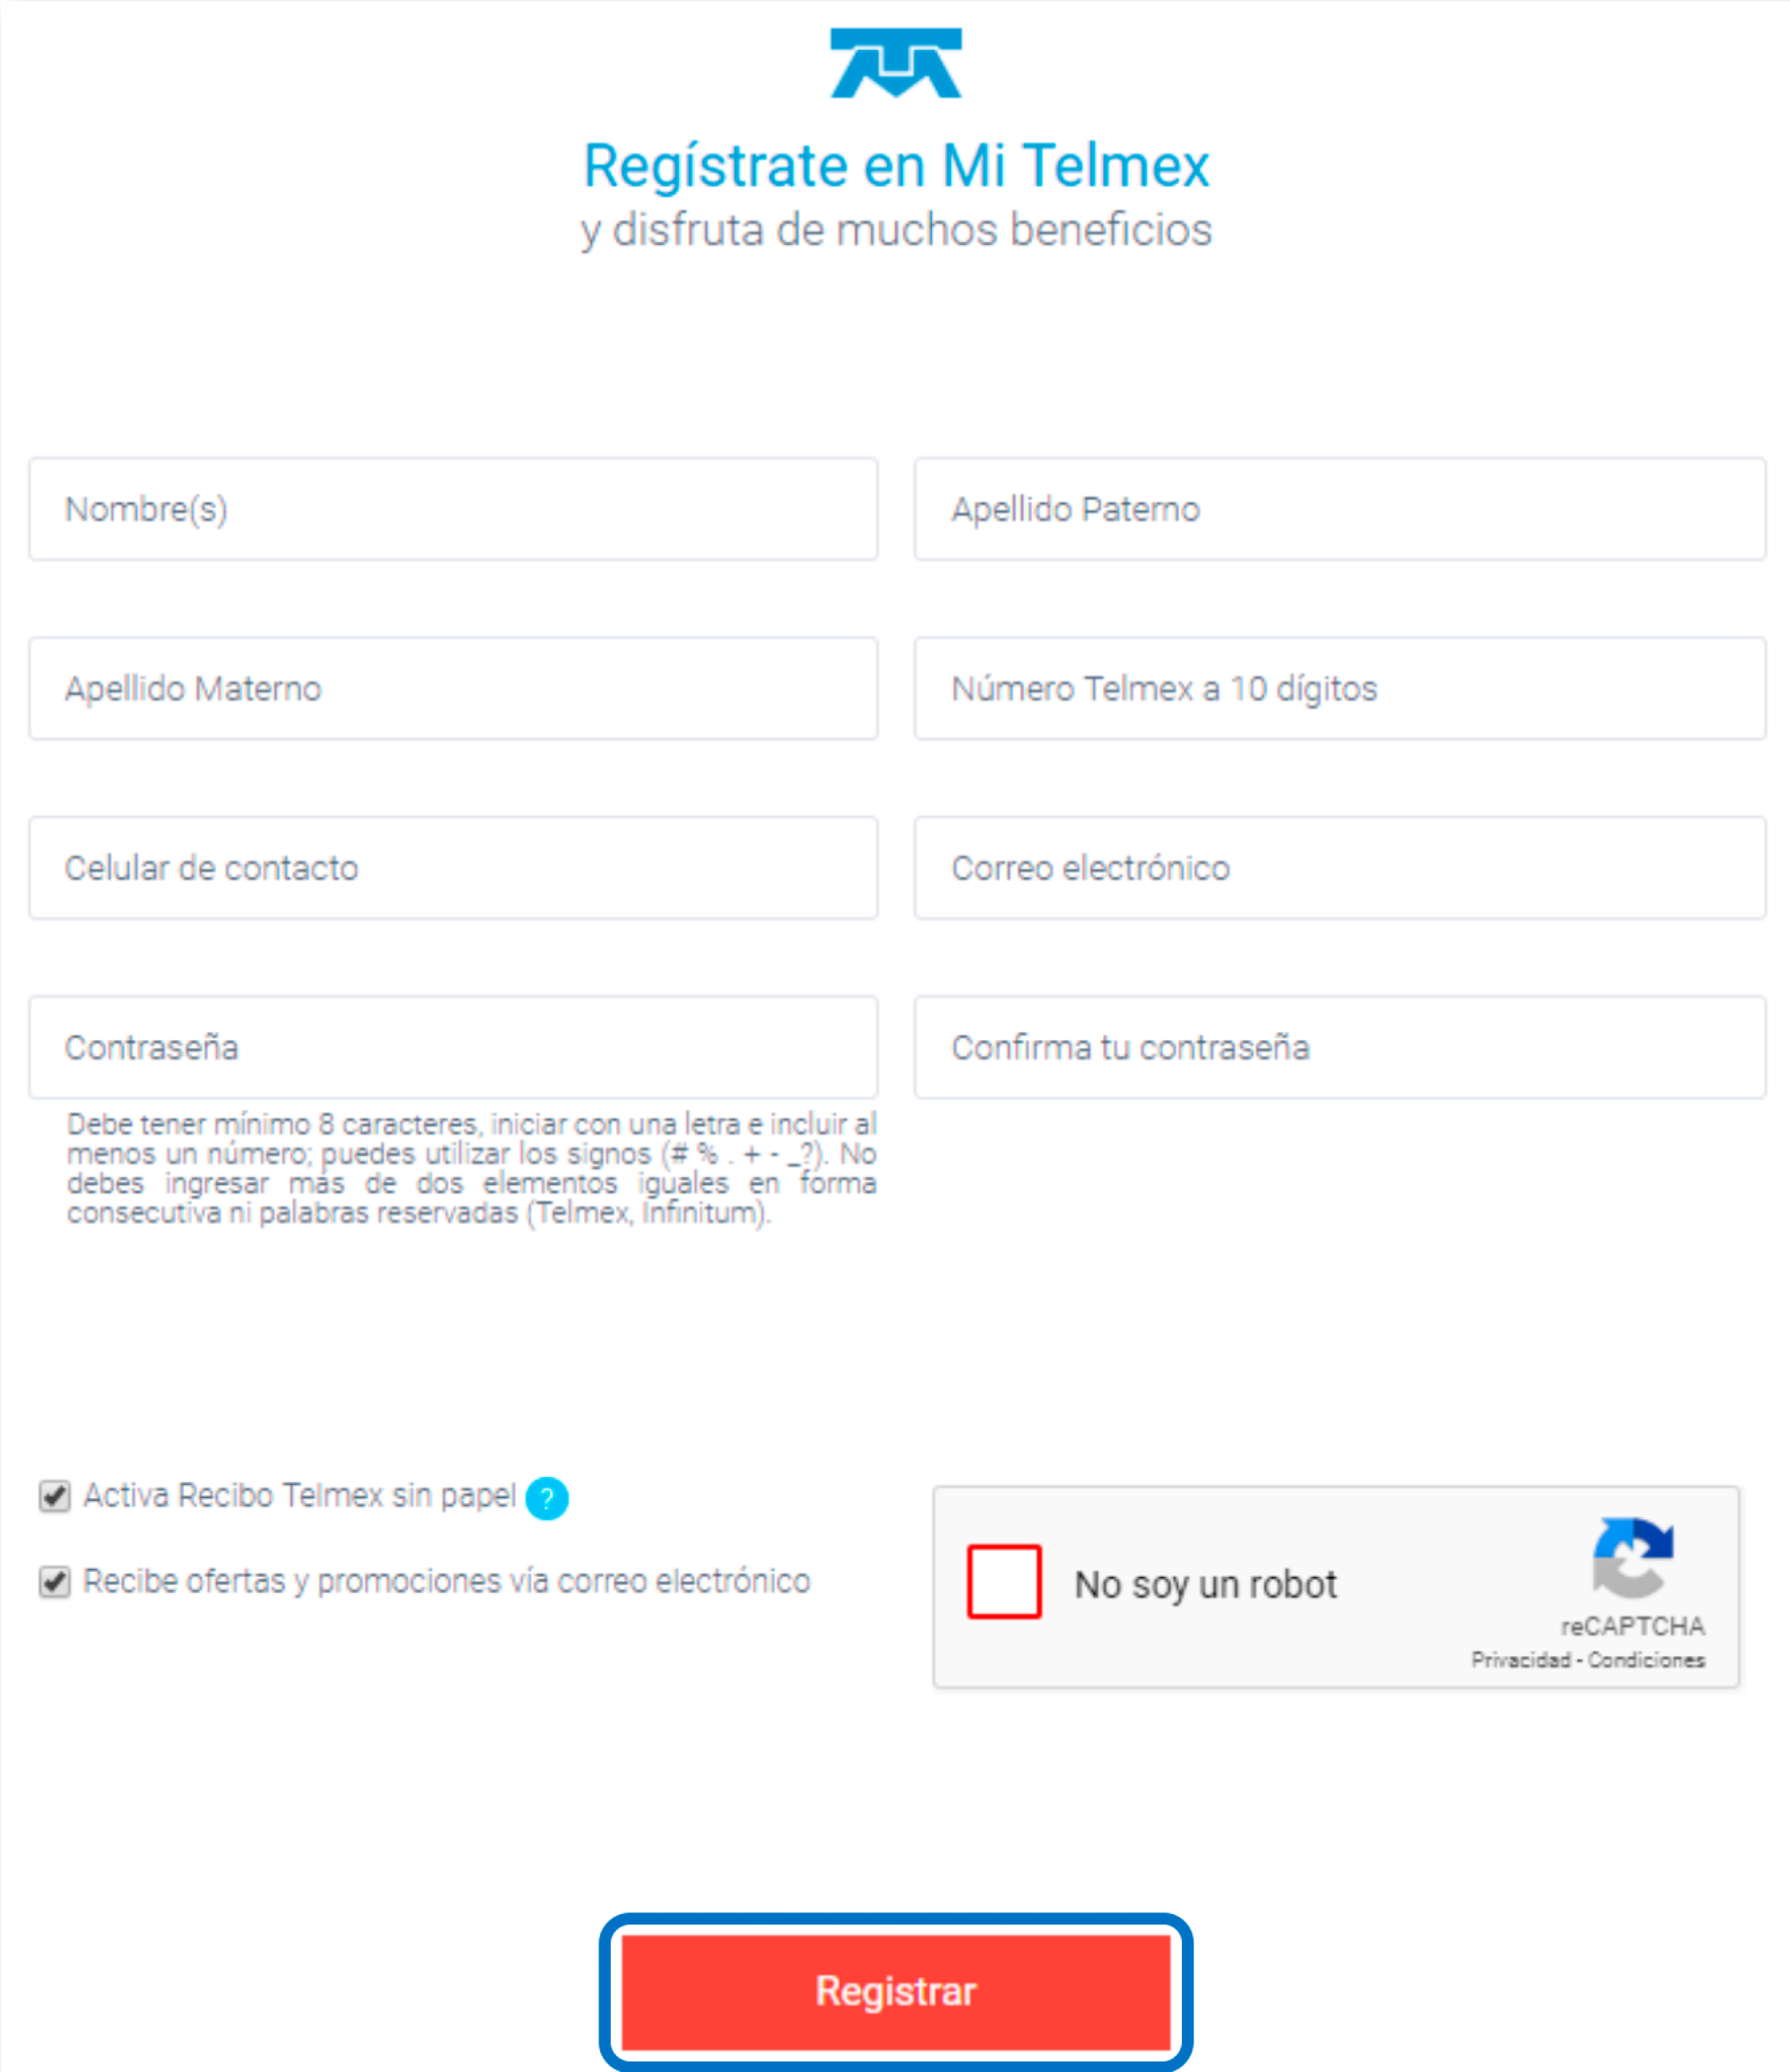 Regístrate en Mi Telmex
y disfruta de muchos beneficios
Nombre(s)
Apellido Paterno
Apellido Materno
Número Telmex a 10 dígitos
Celular de contacto
Correo electrónico
Contraseña
Confirma tu contraseña
Debe tener mínimo 8 caracteres, iniciar con una letra e incluir al
menos un número; puedes utilizar los signos (# % . + - _?). No
debes ingresar más de dos elementos iguales en forma
consecutiva ni palabras reservadas (Telmex, Infinitum).
Activa Recibo Telmex sin papel ?
Recibe ofertas y promociones vía correo electrónico
No soy un robot
reCAPTCHA
Privacidad - Condiciones
Registrar